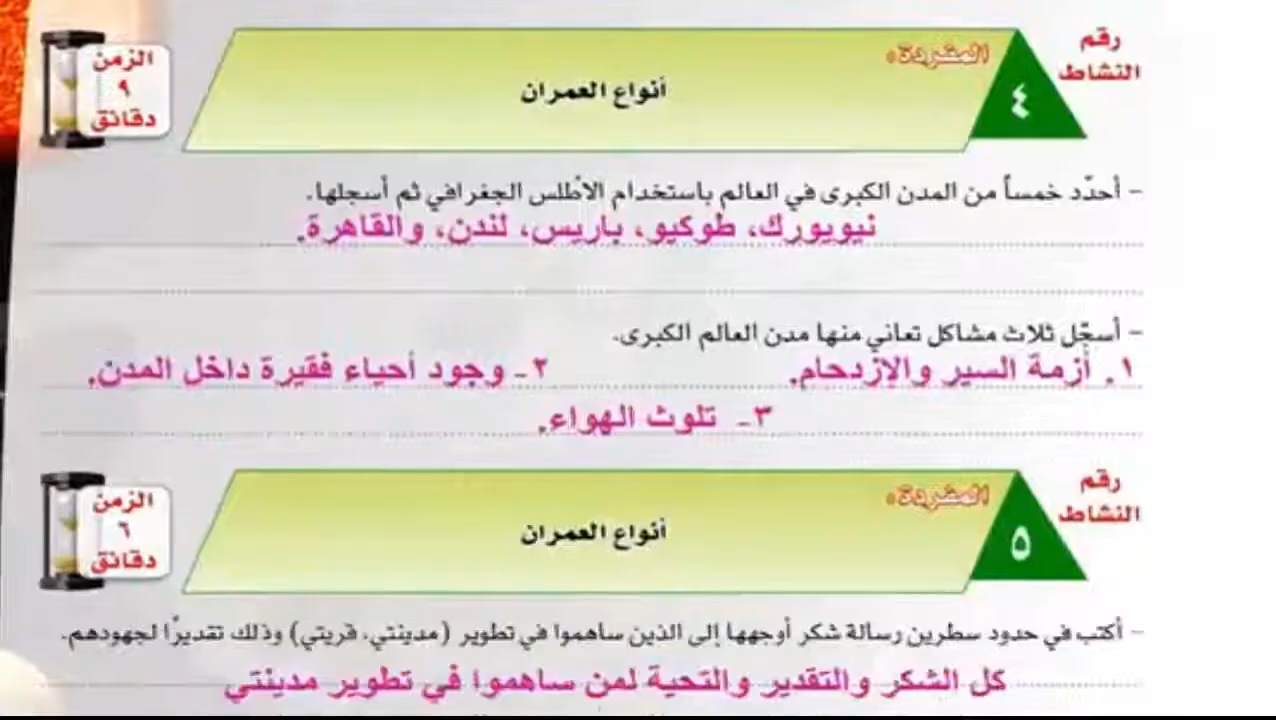 رقم
النشاط
٤
المفردة:
أنواع العمران
الزمن
٩
دقائق
- أحدّد خمساً من المدن الكبرى في العالم باستخدام الأطلس الجغرافي ثم أسجلها.
نيويورك، طوكيو، باريس، لندن، والقاهرة.
- أسجّل ثلاث مشاكل تعاني منها مدن العالم الكبرى.
١. أزمة السير والازدحام. ٢- وجود أحياء فقيرة داخل المدن.
٣- تلوث الهواء.
رقم
النشاط
٥
المفردة:
أنواع العمران
الزمن
٦
دقائق
- أكتب في حدود سطرين رسالة شكر أوجهها إلى الذين ساهموا في تطوير (مدينتي، قريتي) وذلك تقديرًا لجهودهم.
كل الشكر والتقدير والتحية لمن ساهموا في تطوير مدينتي